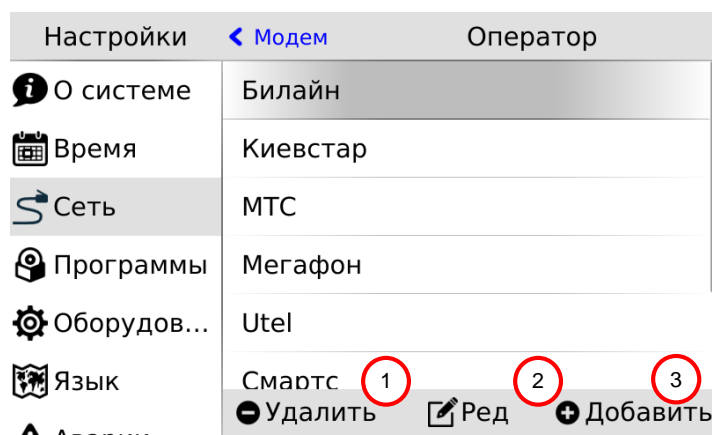 Настройки
Модем
Оператор
О системе
Время
Сеть
Программы
Оборудов...
Язык
Билайн
Киевстар
МТС
Мегафон
Utel
Смартс
1
2
3
Удалить
Ред
Добавить